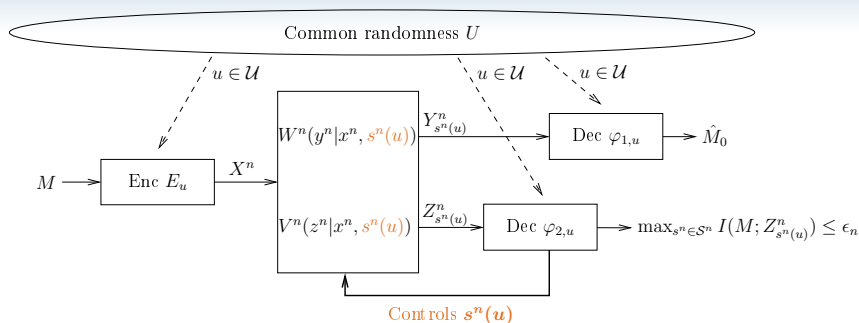 Common randomness U
u ∈ 𝒰
u ∈ 𝒰
u ∈ 𝒰
Wⁿ(yⁿ|xⁿ, sⁿ(u))
Yⁿ_{sⁿ(u)}
Dec φ_{1,u}
M̂₀
M
Enc E_u
Xⁿ
Vⁿ(zⁿ|xⁿ, sⁿ(u))
Zⁿ_{sⁿ(u)}
Dec φ_{2,u}
max_{sⁿ∈𝒮ⁿ} I(M; Zⁿ_{sⁿ(u)}) ≤ ϵₙ
Controls sⁿ(u)